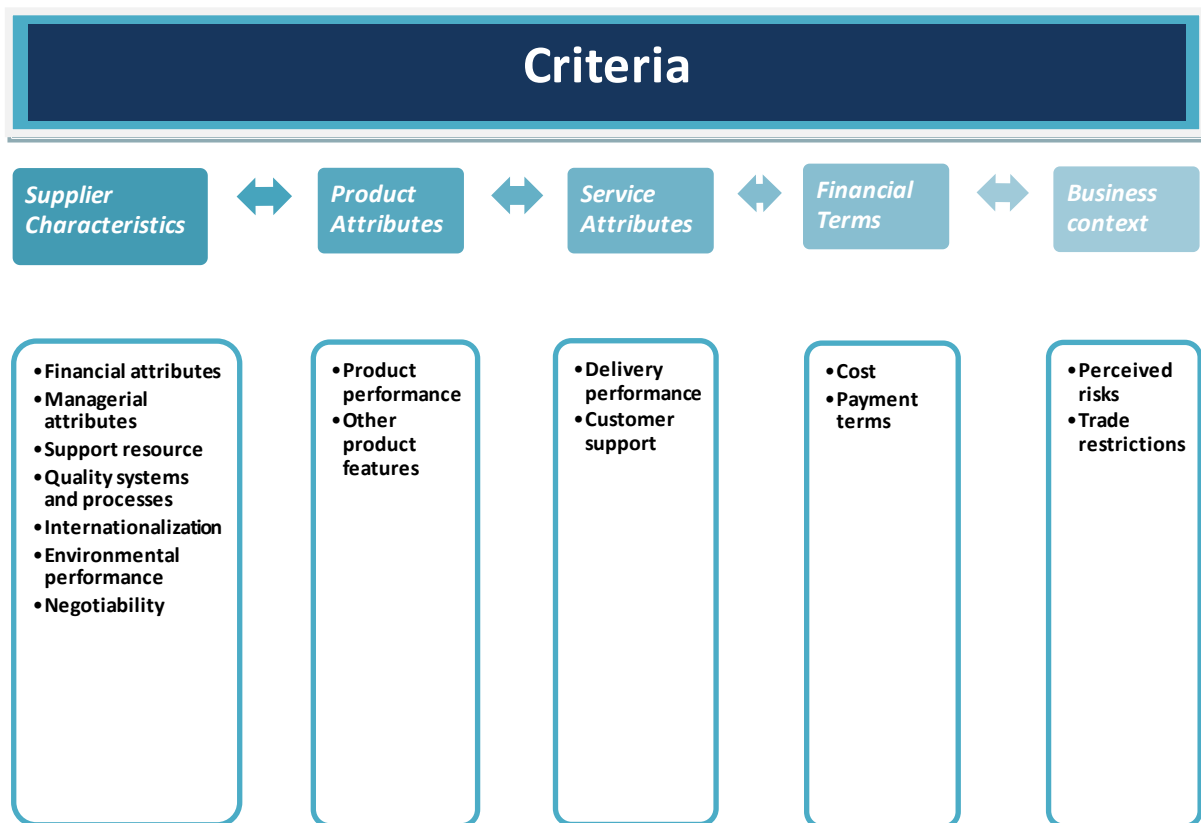 Criteria
Supplier
Characteristics
Product
Attributes
Service
Attributes
Financial
Terms
Business
context
•Financial attributes
•Managerial
attributes
•Support resource
•Quality systems
and processes
•Internationalization
•Environmental
performance
•Negotiability
•Product
performance
•Other
product
features
•Delivery
performance
•Customer
support
•Cost
•Payment
terms
•Perceived
risks
•Trade
restrictions